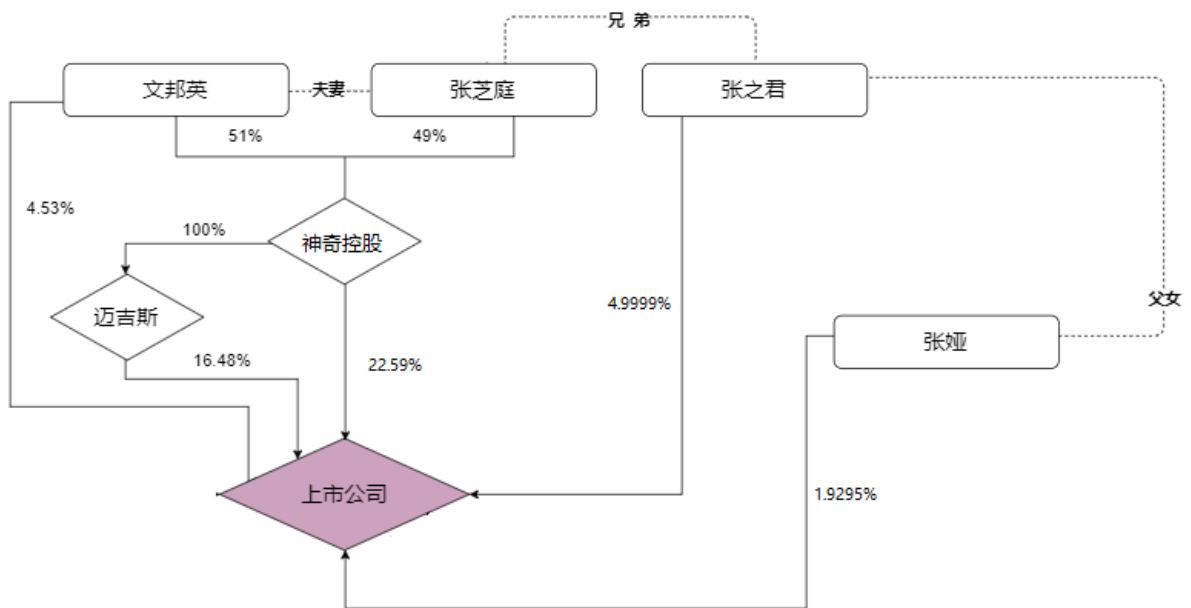 兄 弟
文邦英
夫妻
张芝庭
张之君
51%
49%
4.53%
100%
神奇控股
迈吉斯
16.48%
22.59%
4.9999%
父女
张娅
上市公司
1.9295%